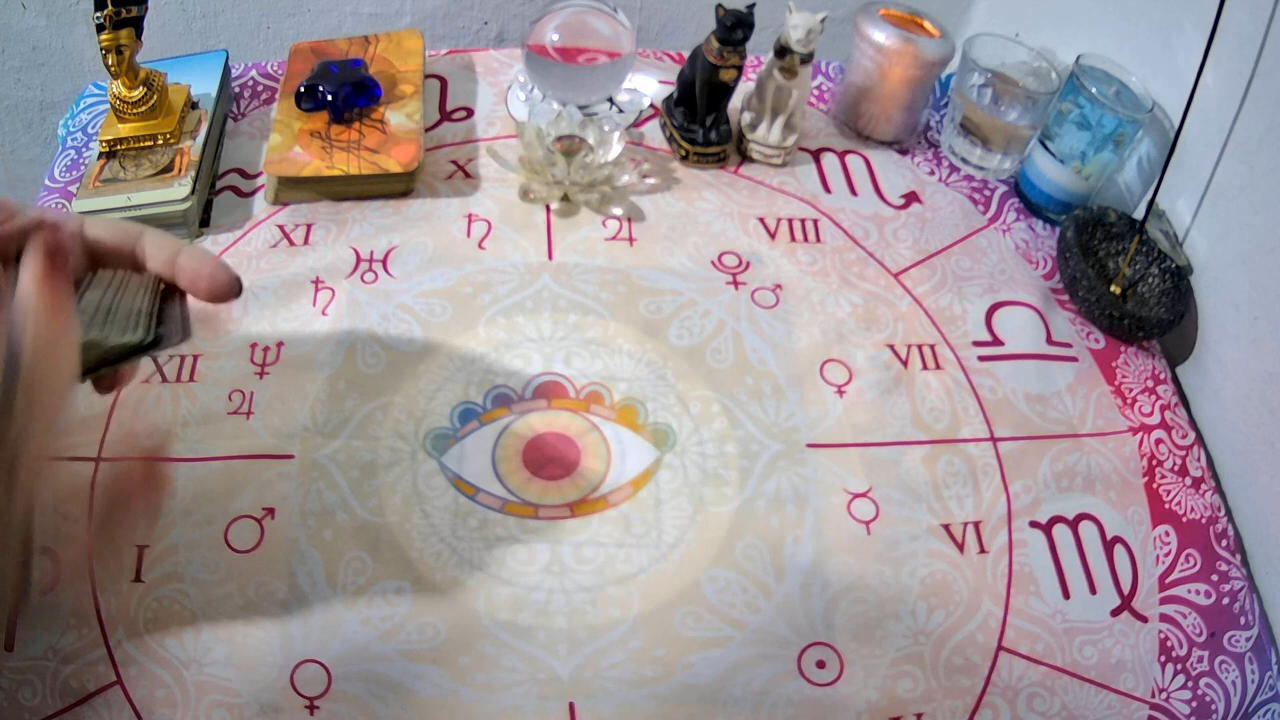 X
X
XI
♄
♃
VIII
♅
♄
♇
♂
XII
♆
♃
♀
VII
♂
I
☿
VI
♀
☉
♑
♒
♏
♎
♍